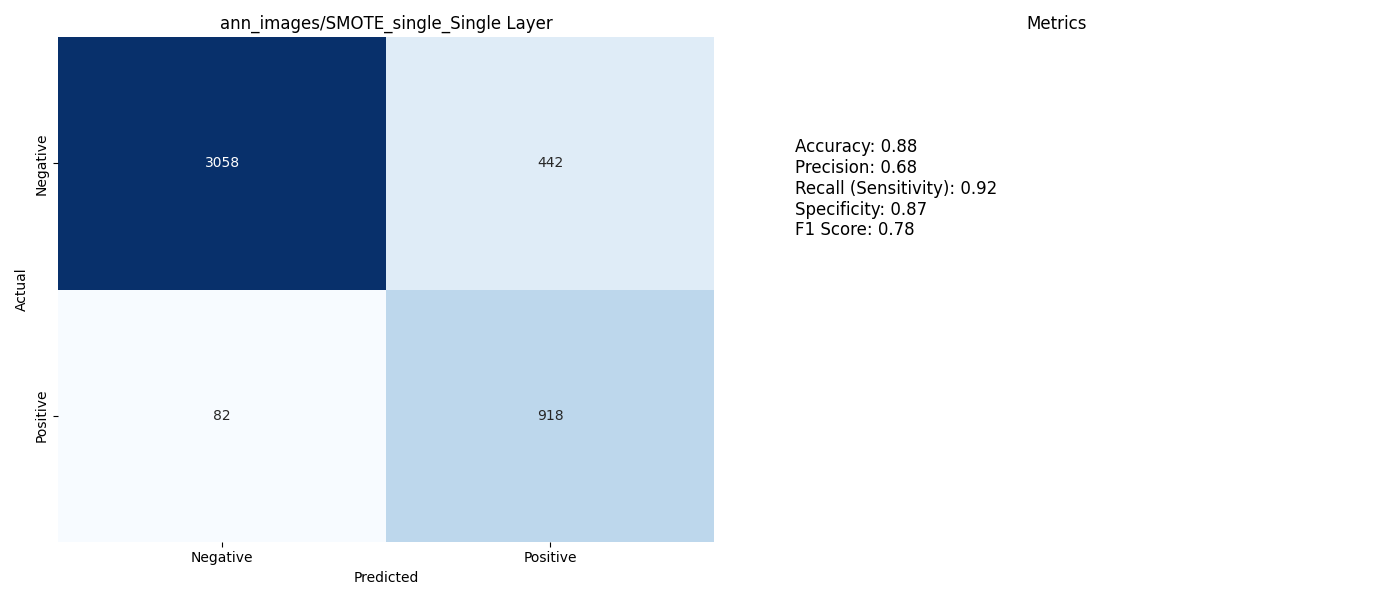 ann_images/SMOTE_single_Single Layer
Actual
Negative
Positive
3058
442
82
918
Negative
Positive
Predicted
Metrics
Accuracy: 0.88
Precision: 0.68
Recall (Sensitivity): 0.92
Specificity: 0.87
F1 Score: 0.78